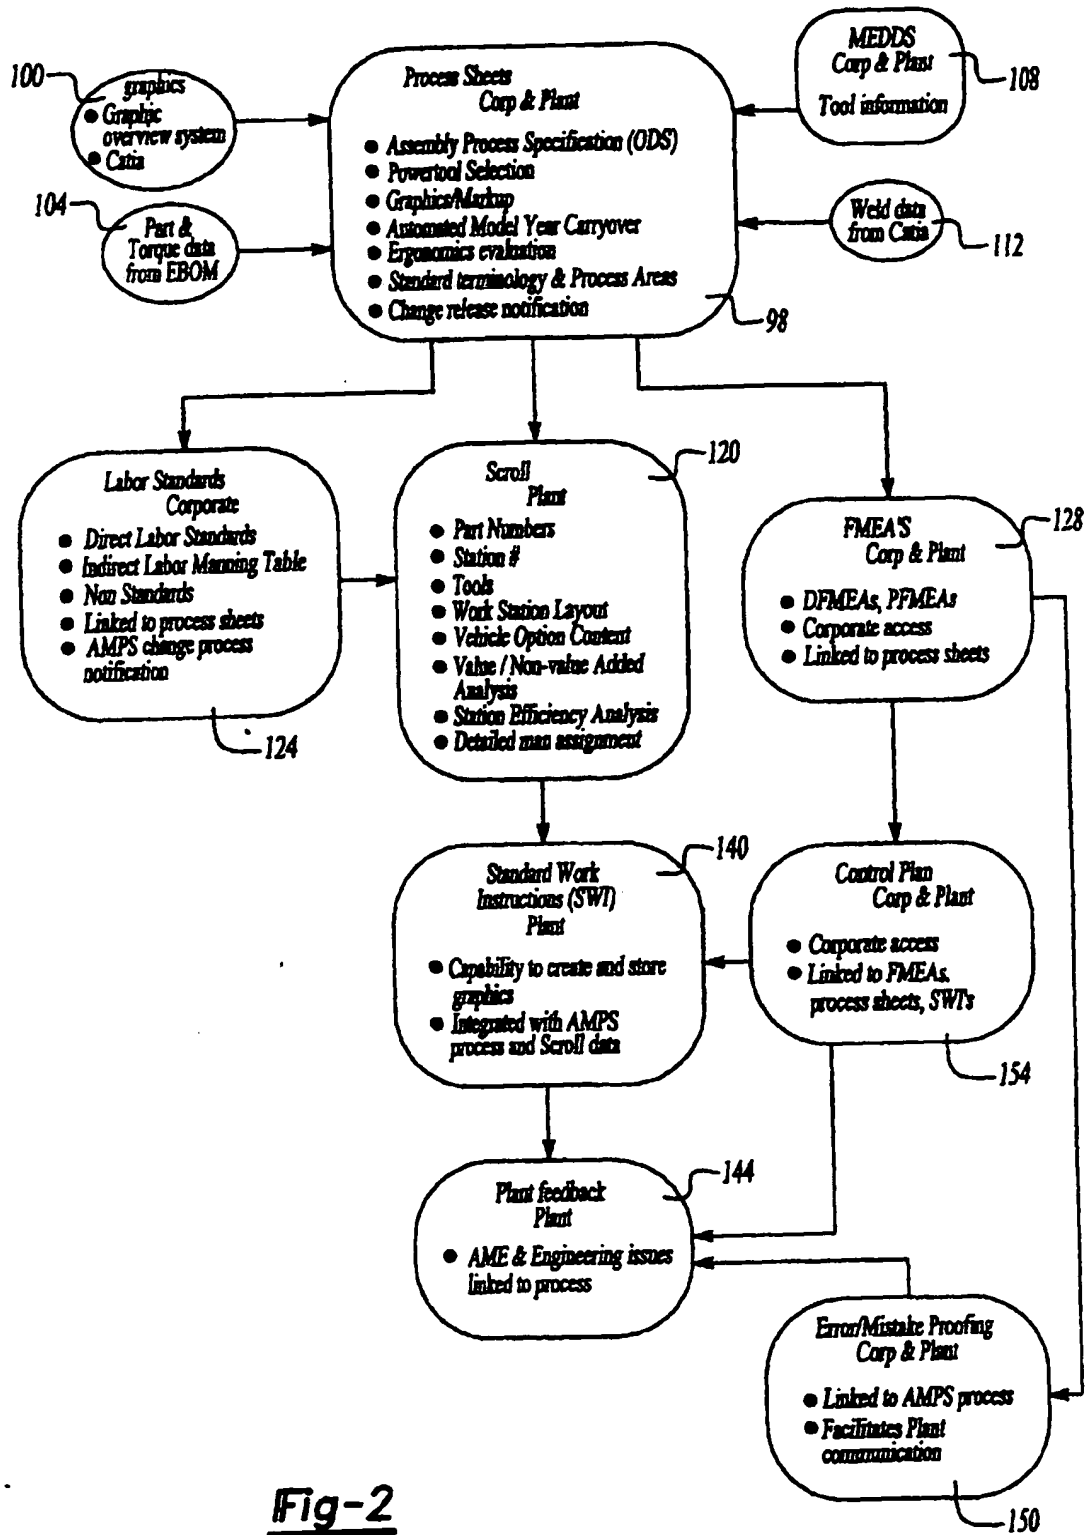 100
graphics
● Graphic
overview system
● Catia
104
Part &
Torque data
from EBOM
Process Sheets
Corp & Plant
● Assembly Process Specification (ODS)
● Powertool Selection
● Graphics/Markup
● Automated Model Year Carryover
● Ergonomics evaluation
● Standard terminology & Process Areas
● Change release notification
98
MEDDS
Corp & Plant
Tool information
108
Weld data
from Catia
112
Labor Standards
Corporate
● Direct Labor Standards
● Indirect Labor Manning Table
● Non Standards
● Linked to process sheets
● AMPS change process
notification
124
Scroll
Plant
● Part Numbers
● Station #
● Tools
● Work Station Layout
● Vehicle Option Content
● Value / Non-value Added
Analysis
● Station Efficiency Analysis
● Detailed man assignment
120
FMEA'S
Corp & Plant
● DFMEAs, PFMEAs
● Corporate access
● Linked to process sheets
128
Standard Work
Instructions (SWI)
Plant
● Capability to create and store
graphics
● Integrated with AMPS
process and Scroll data
140
Control Plan
Corp & Plant
● Corporate access
● Linked to FMEAs,
process sheets, SWI's
154
Plant feedback
Plant
● AME & Engineering issues
linked to process
144
Error/Mistake Proofing
Corp & Plant
● Linked to AMPS process
● Facilitates Plant
communication
150
Fig-2